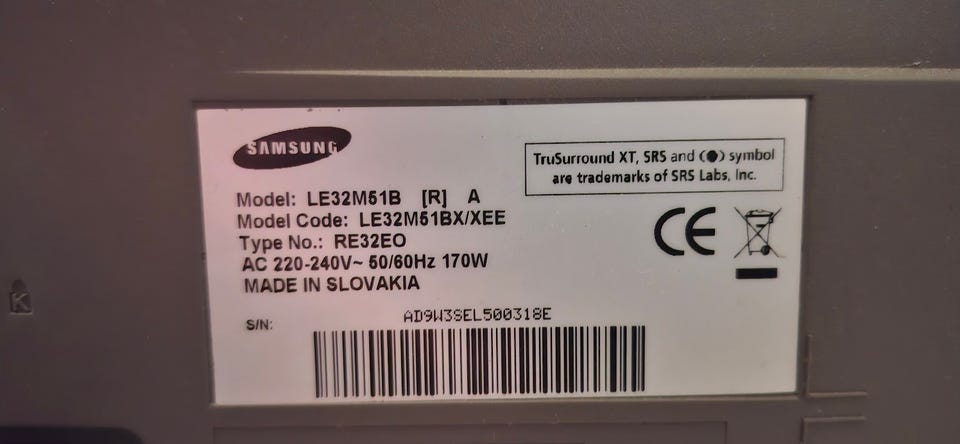 SAMSUNG
TruSurround XT, SRS and (●) symbol
are trademarks of SRS Labs, Inc.
Model: LE32M51B [R] A
Model Code: LE32M51BX/XEE
Type No.: RE32EO
AC 220-240V~ 50/60Hz 170W
MADE IN SLOVAKIA
CE
S/N: AD9W3SEL500318E
K